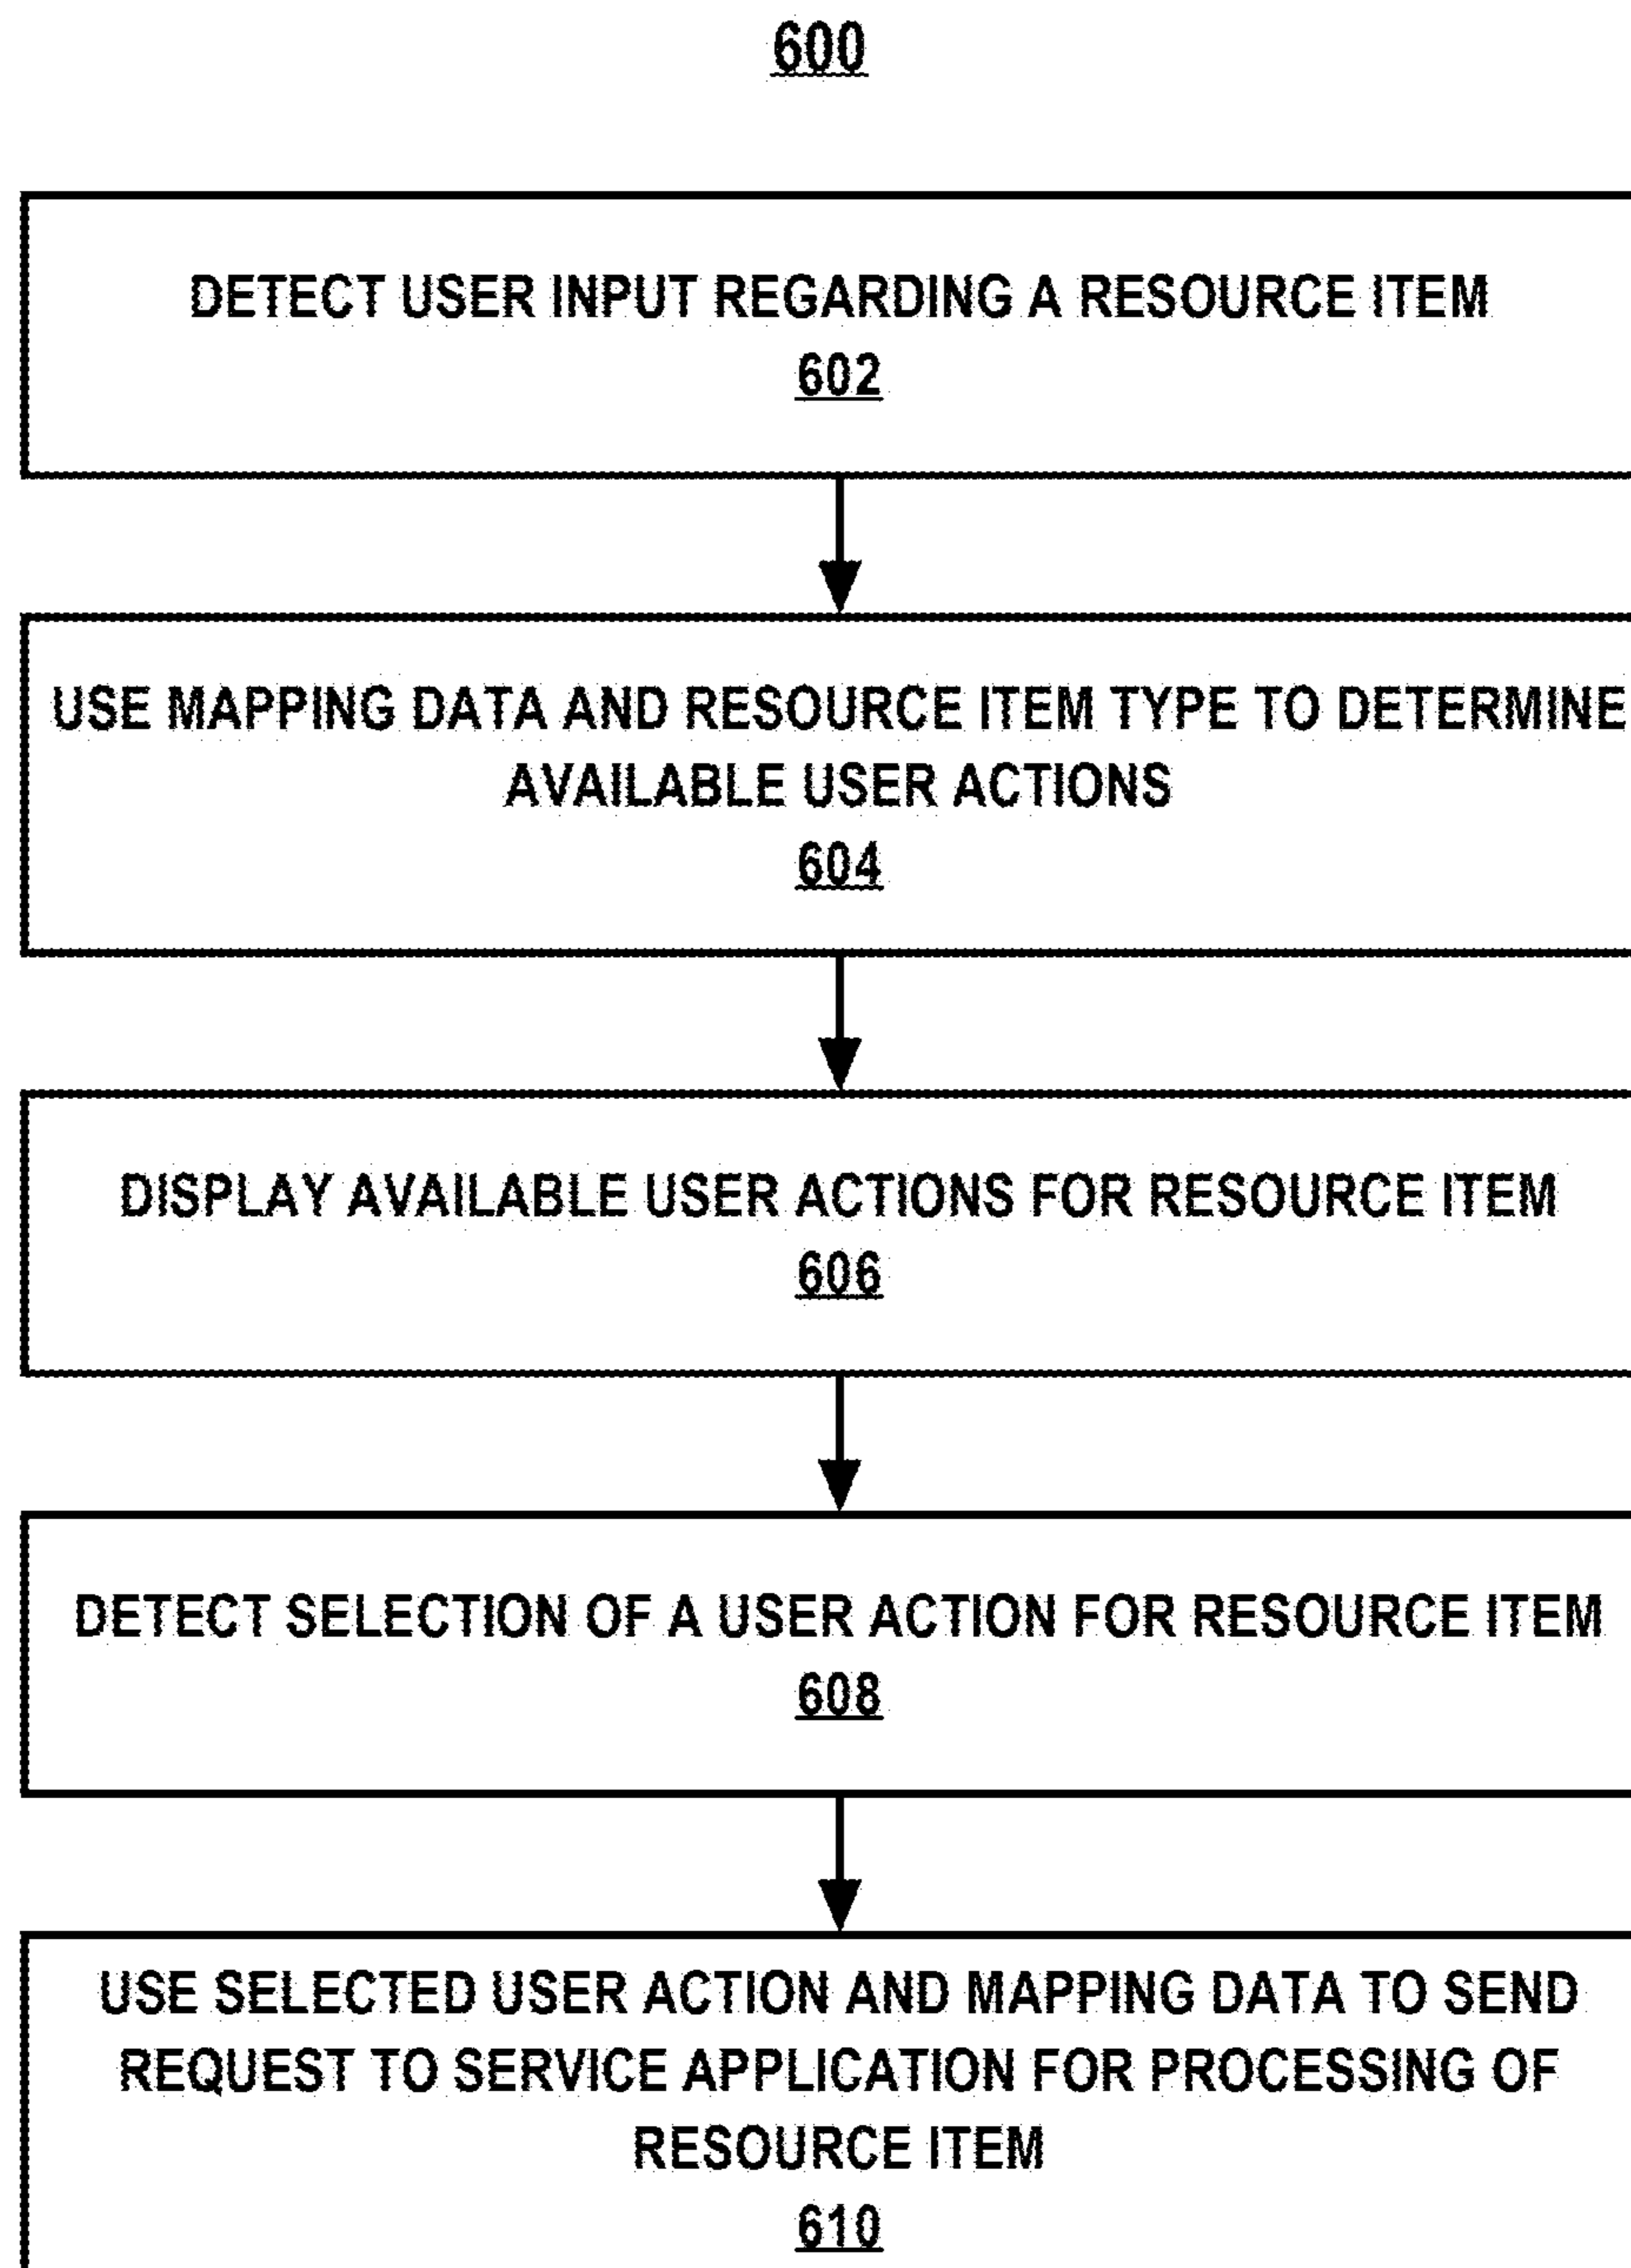 600
DETECT USER INPUT REGARDING A RESOURCE ITEM
602
USE MAPPING DATA AND RESOURCE ITEM TYPE TO DETERMINE
AVAILABLE USER ACTIONS
604
DISPLAY AVAILABLE USER ACTIONS FOR RESOURCE ITEM
606
DETECT SELECTION OF A USER ACTION FOR RESOURCE ITEM
608
USE SELECTED USER ACTION AND MAPPING DATA TO SEND
REQUEST TO SERVICE APPLICATION FOR PROCESSING OF
RESOURCE ITEM
610